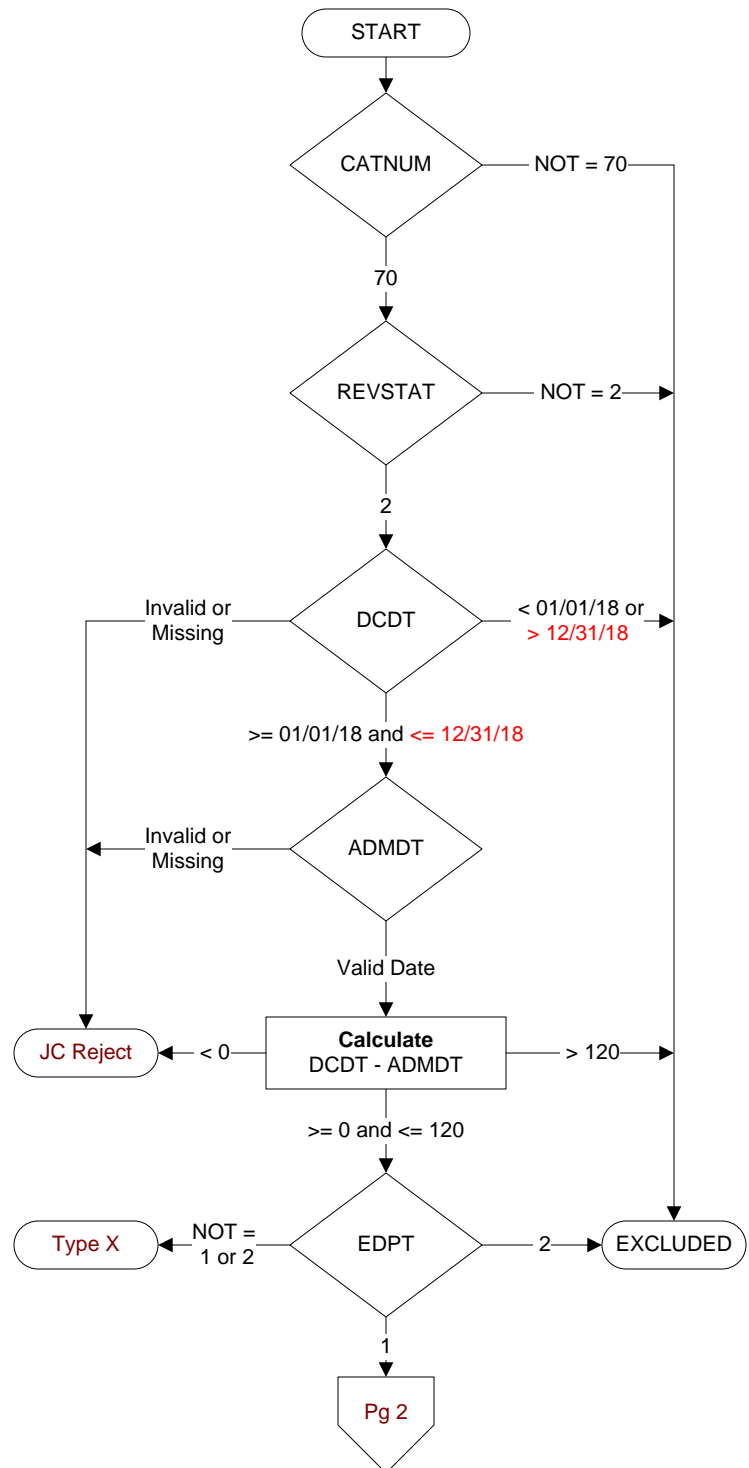 START
CATNUM
NOT = 70
70
REVSTAT
NOT = 2
2
Invalid or
Missing
DCDT
< 01/01/18 or
> 12/31/18
>= 01/01/18 and <= 12/31/18
Invalid or
Missing
ADMDT
Valid Date
JC Reject
< 0
Calculate
DCDT - ADMDT
> 120
>= 0 and <= 120
Type X
NOT =
1 or 2
EDPT
2
EXCLUDED
1
Pg 2